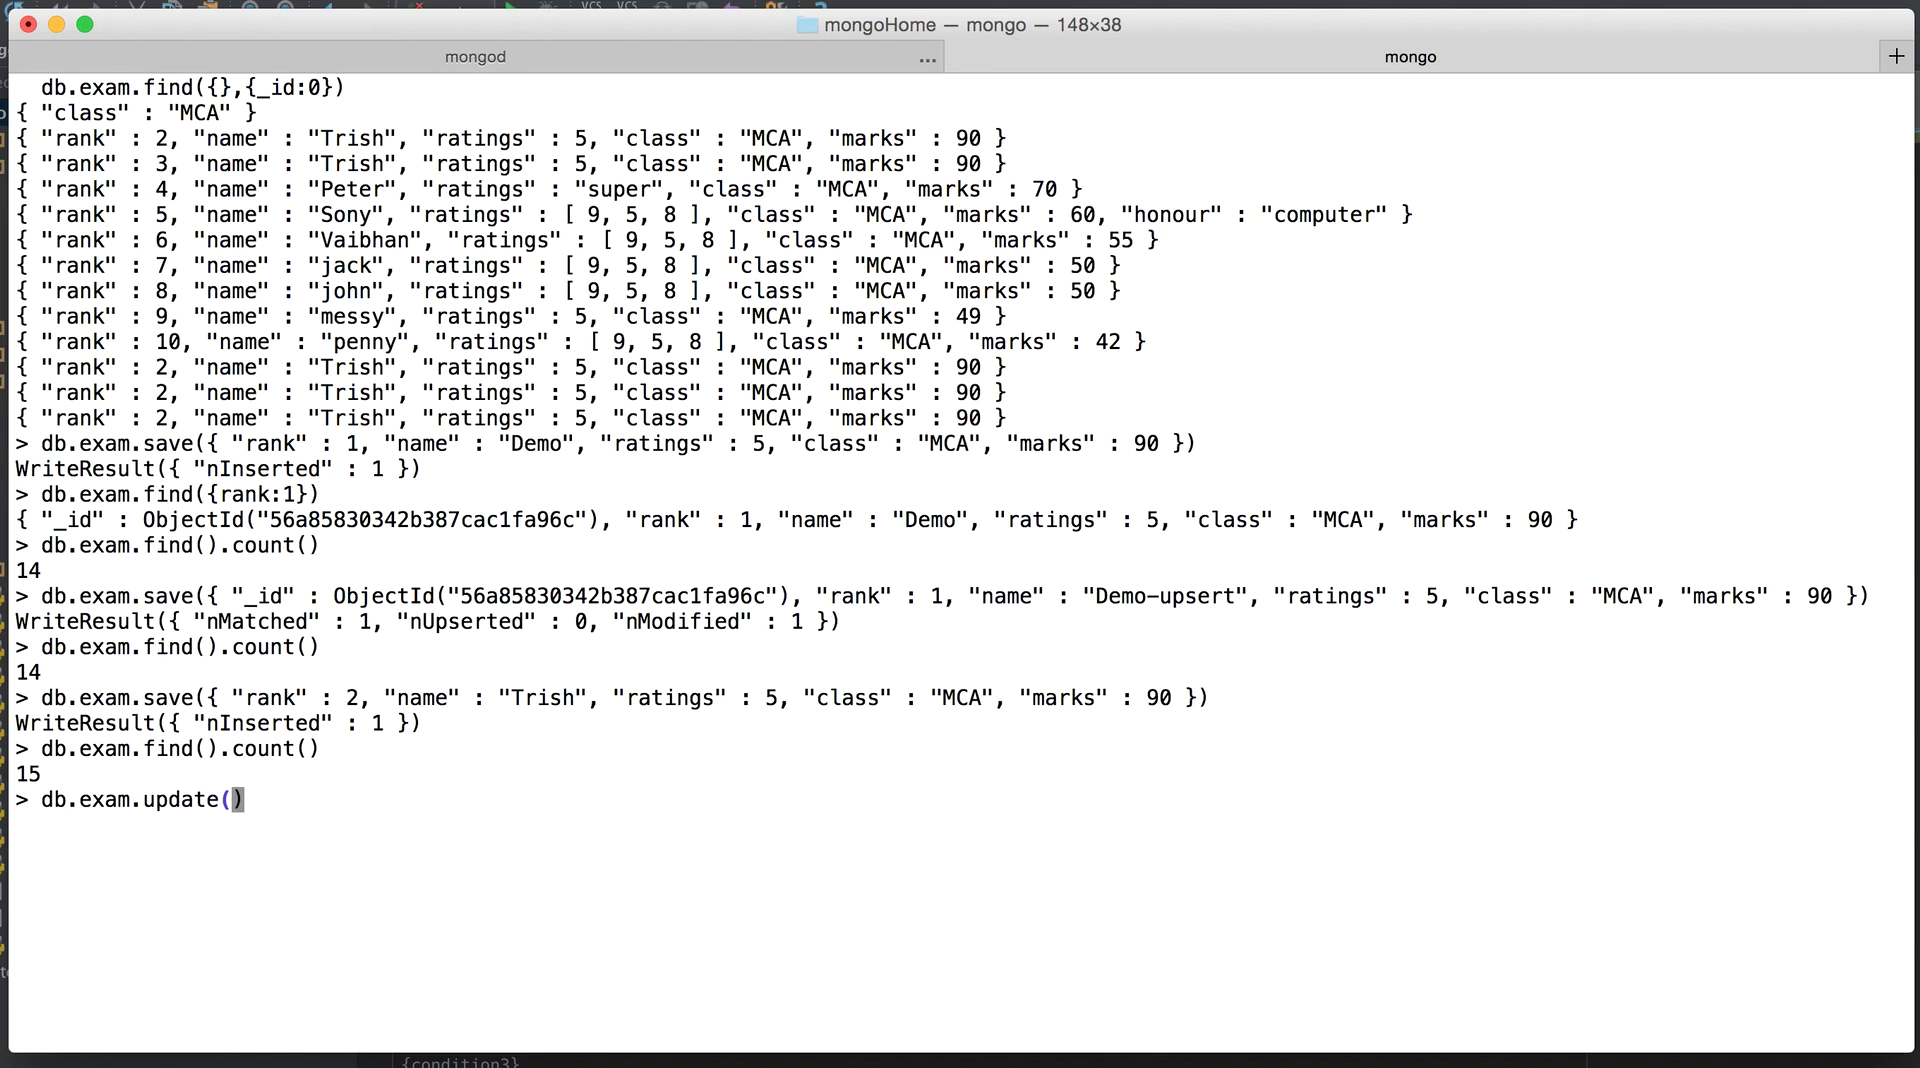 mongoHome — mongo — 148×38
mongod ... mongo +
db.exam.find({},{_id:0})
{ "class" : "MCA" }
{ "rank" : 2, "name" : "Trish", "ratings" : 5, "class" : "MCA", "marks" : 90 }
{ "rank" : 3, "name" : "Trish", "ratings" : 5, "class" : "MCA", "marks" : 90 }
{ "rank" : 4, "name" : "Peter", "ratings" : "super", "class" : "MCA", "marks" : 70 }
{ "rank" : 5, "name" : "Sony", "ratings" : [ 9, 5, 8 ], "class" : "MCA", "marks" : 60, "honour" : "computer" }
{ "rank" : 6, "name" : "Vaibhan", "ratings" : [ 9, 5, 8 ], "class" : "MCA", "marks" : 55 }
{ "rank" : 7, "name" : "jack", "ratings" : [ 9, 5, 8 ], "class" : "MCA", "marks" : 50 }
{ "rank" : 8, "name" : "john", "ratings" : [ 9, 5, 8 ], "class" : "MCA", "marks" : 50 }
{ "rank" : 9, "name" : "messy", "ratings" : 5, "class" : "MCA", "marks" : 49 }
{ "rank" : 10, "name" : "penny", "ratings" : [ 9, 5, 8 ], "class" : "MCA", "marks" : 42 }
{ "rank" : 2, "name" : "Trish", "ratings" : 5, "class" : "MCA", "marks" : 90 }
{ "rank" : 2, "name" : "Trish", "ratings" : 5, "class" : "MCA", "marks" : 90 }
{ "rank" : 2, "name" : "Trish", "ratings" : 5, "class" : "MCA", "marks" : 90 }
> db.exam.save({ "rank" : 1, "name" : "Demo", "ratings" : 5, "class" : "MCA", "marks" : 90 })
WriteResult({ "nInserted" : 1 })
> db.exam.find({rank:1})
{ "_id" : ObjectId("56a85830342b387cac1fa96c"), "rank" : 1, "name" : "Demo", "ratings" : 5, "class" : "MCA", "marks" : 90 }
> db.exam.find().count()
14
> db.exam.save({ "_id" : ObjectId("56a85830342b387cac1fa96c"), "rank" : 1, "name" : "Demo-upsert", "ratings" : 5, "class" : "MCA", "marks" : 90 })
WriteResult({ "nMatched" : 1, "nUpserted" : 0, "nModified" : 1 })
> db.exam.find().count()
14
> db.exam.save({ "rank" : 2, "name" : "Trish", "ratings" : 5, "class" : "MCA", "marks" : 90 })
WriteResult({ "nInserted" : 1 })
> db.exam.find().count()
15
> db.exam.update()
{condition3}